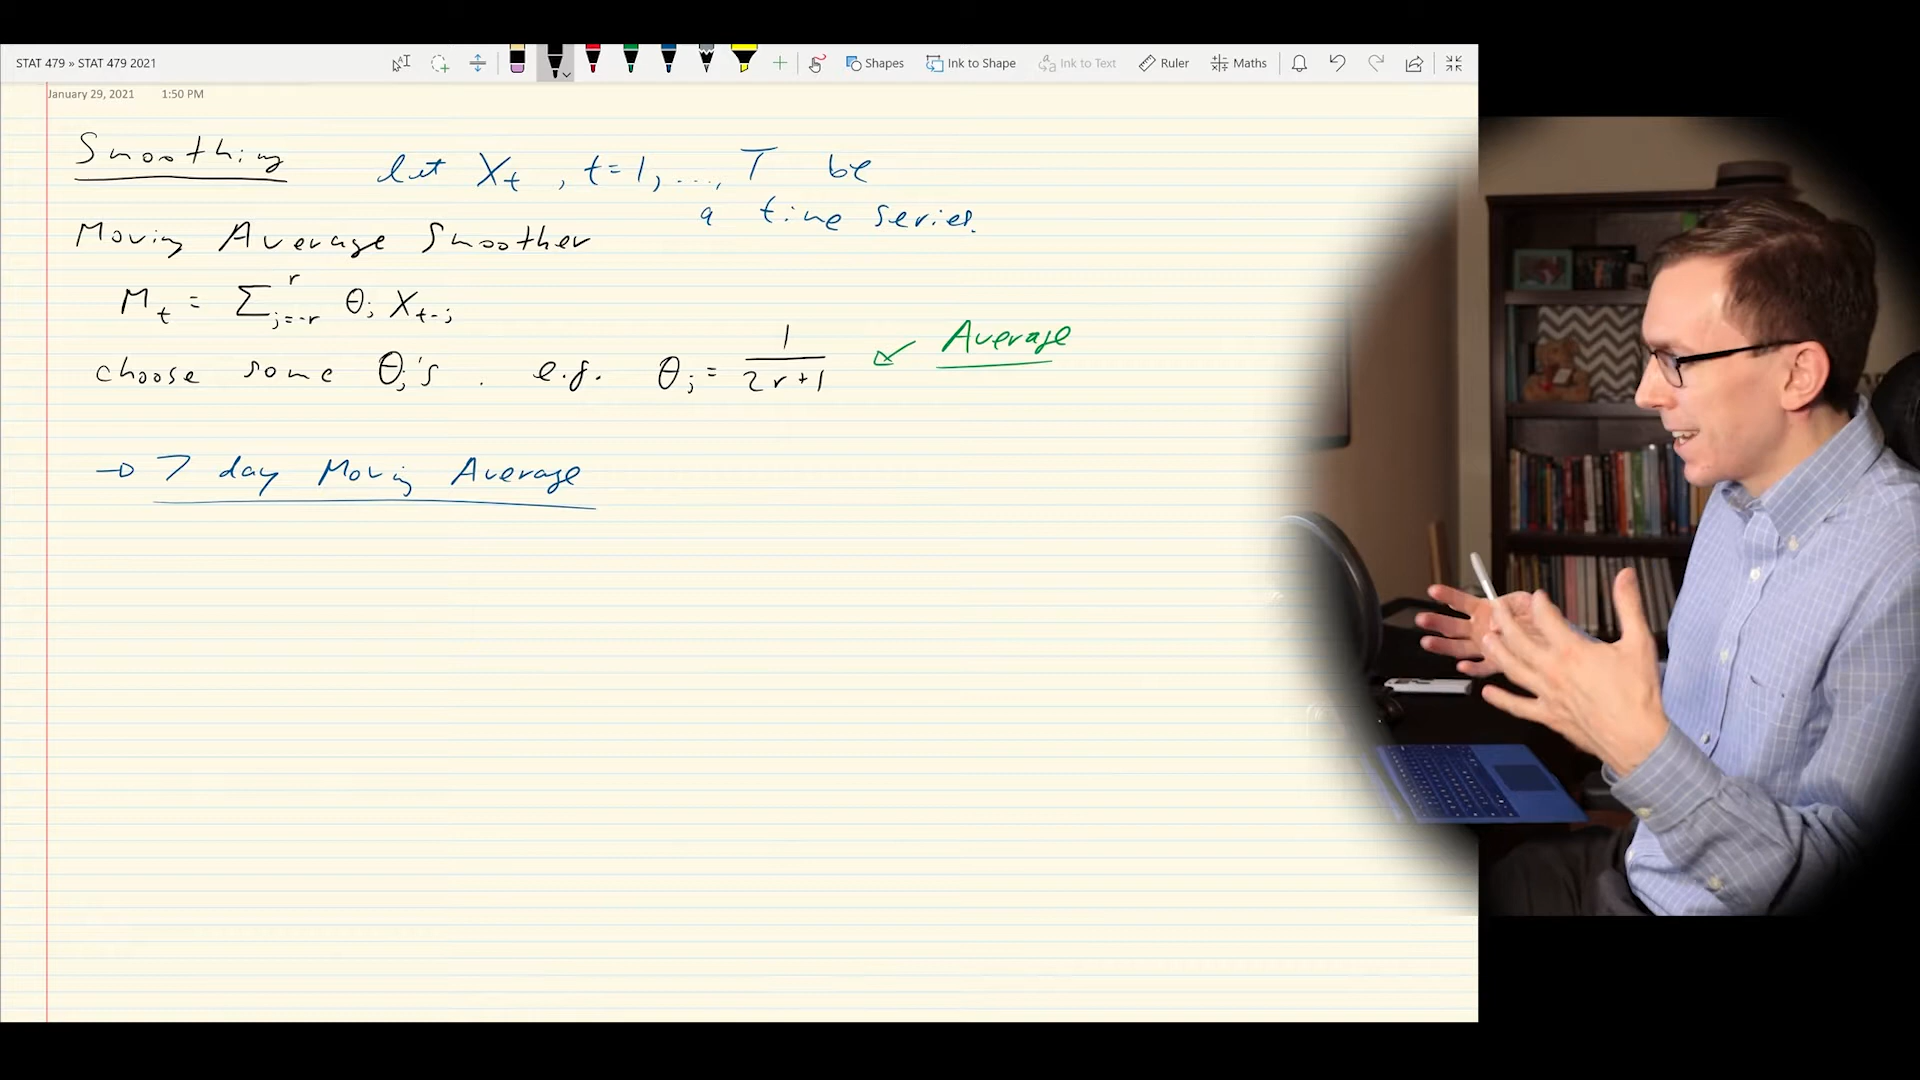 STAT 479 » STAT 479 2021
Shapes Ink to Shape Ink to Text Ruler Maths
January 29, 2021 1:50 PM
Smoothing let Xt, t=1, ..., T be
a time series.
Moving Average Smoother
Mt = Σ_{j=-r}^{r} θj Xt-j
choose some θj's. e.g. θj = 1/(2r+1) ↙ Average
→ 7 day Moving Average